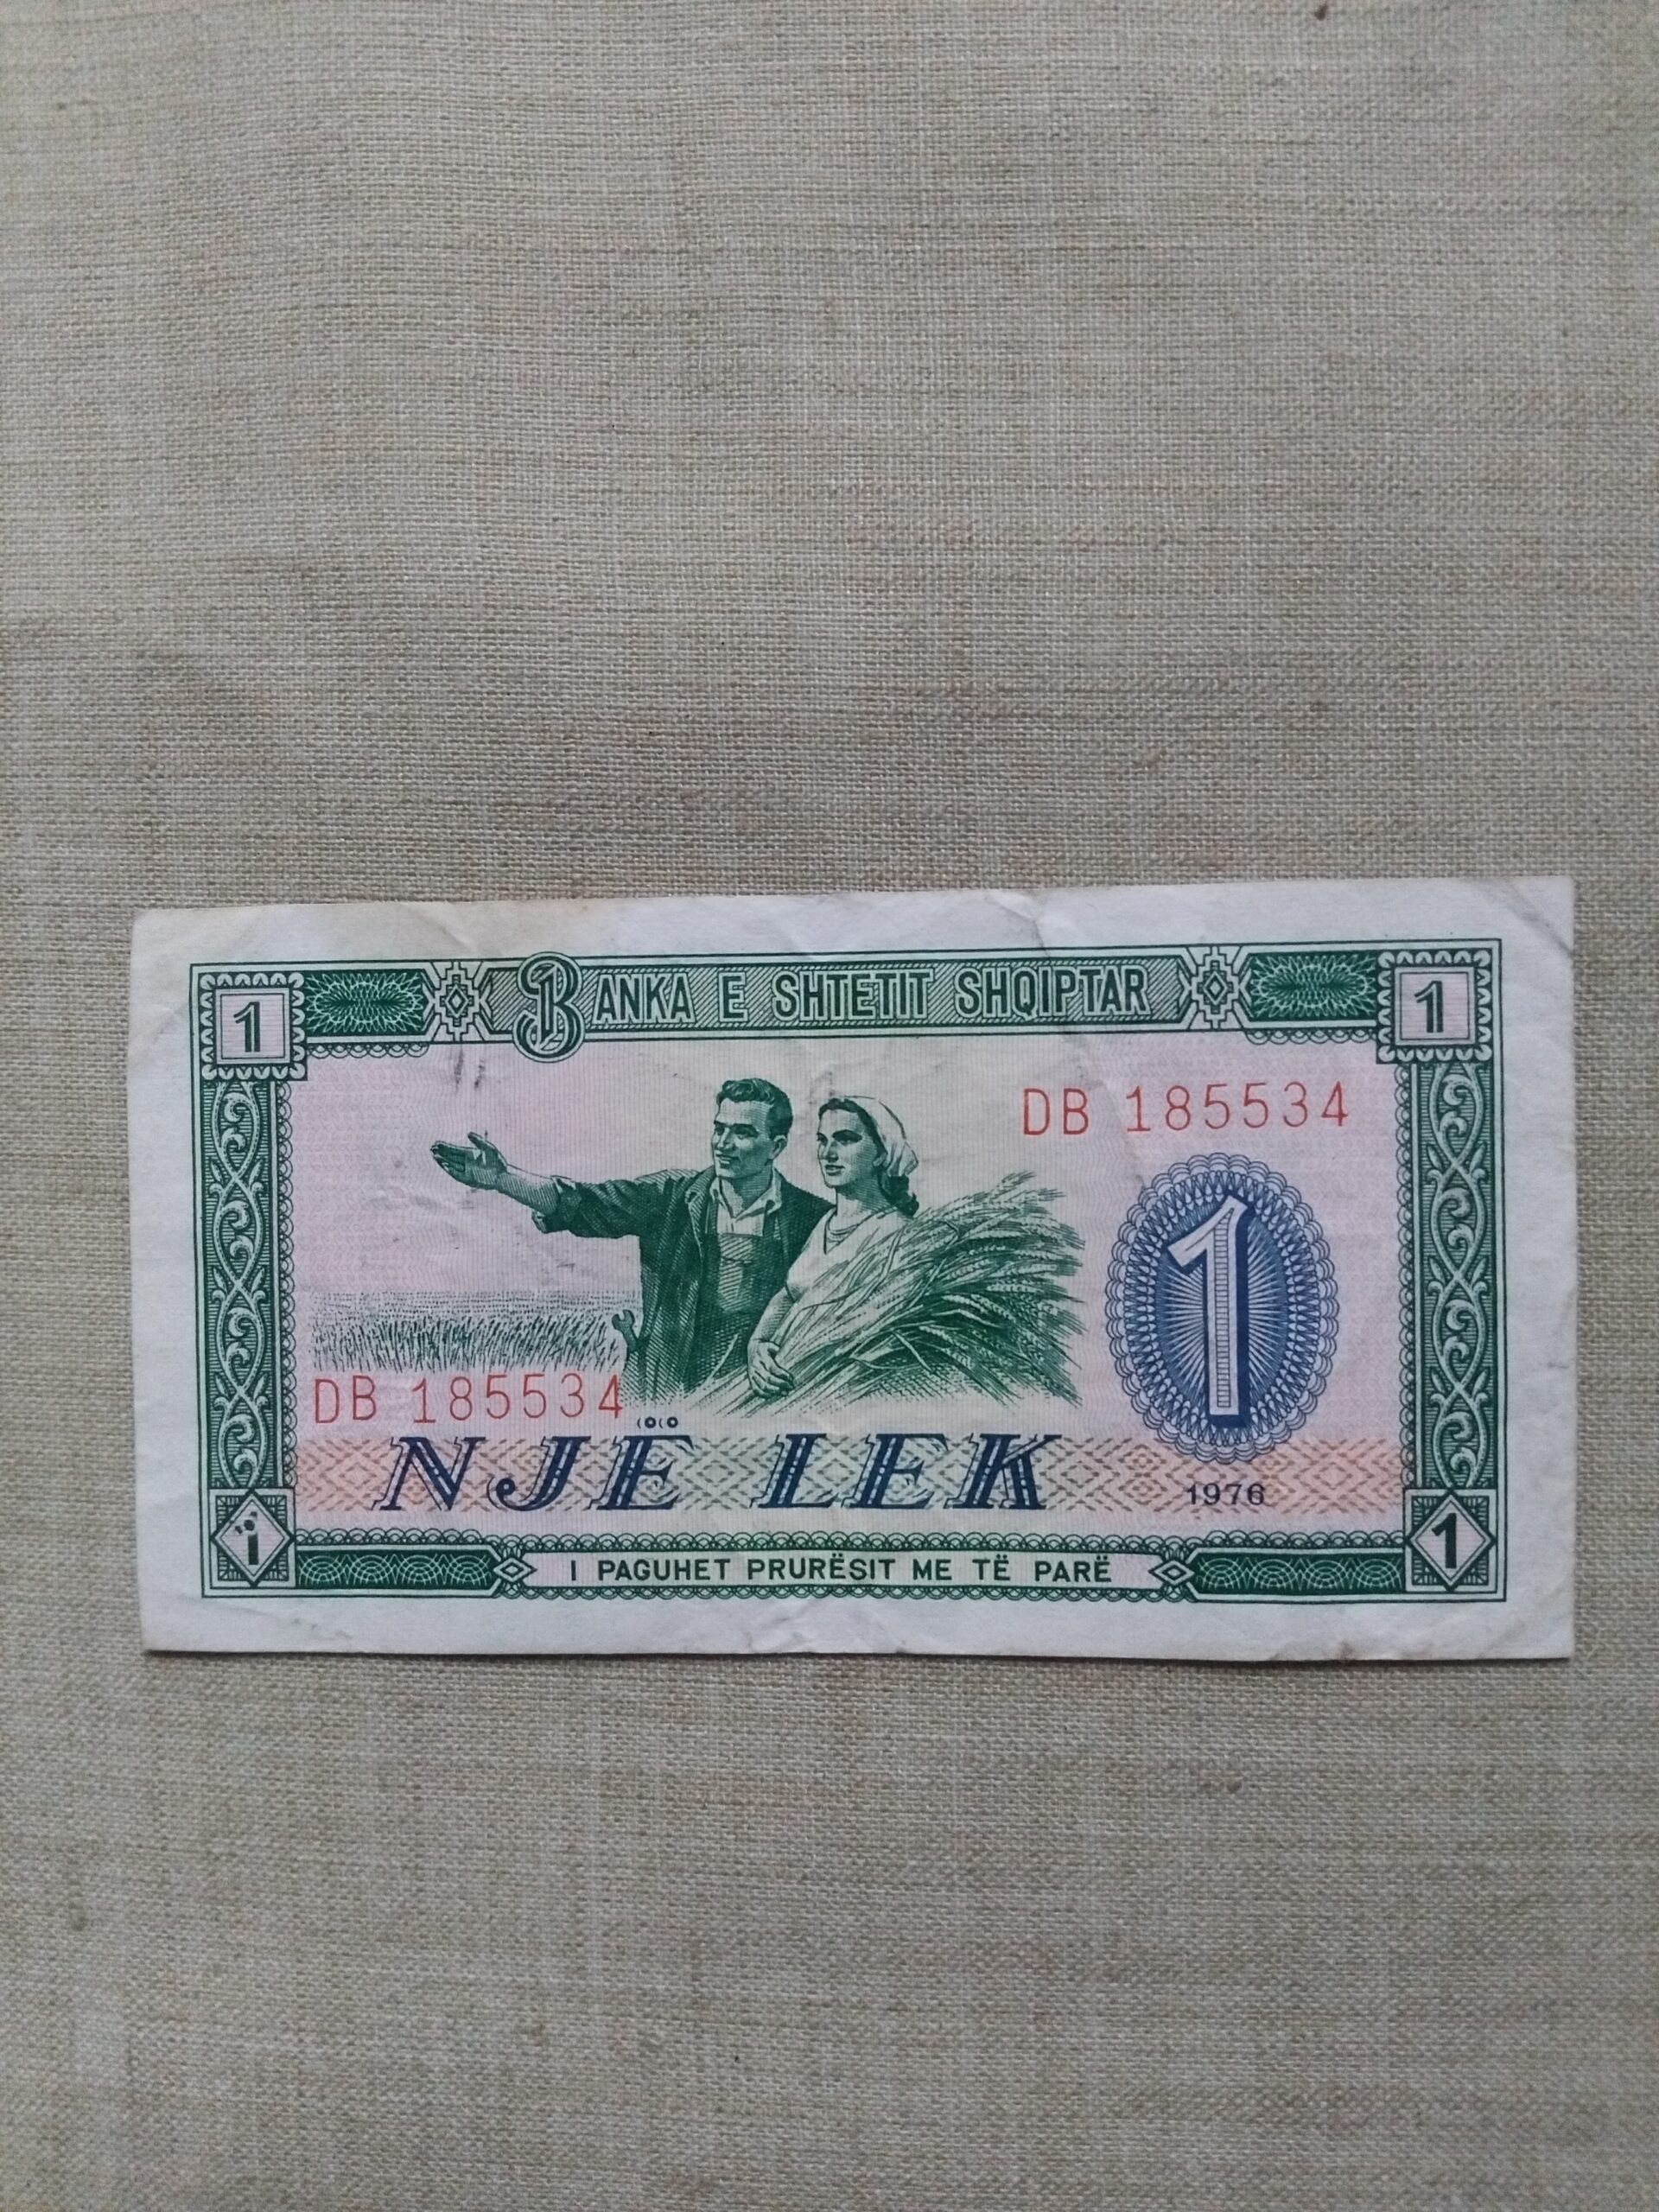 1 BANKA E SHTETIT SHQIPTAR 1
DB 185534
1
DB 185534
NJË LEK
1976
1 I PAGUHET PRURËSIT ME TË PARË 1